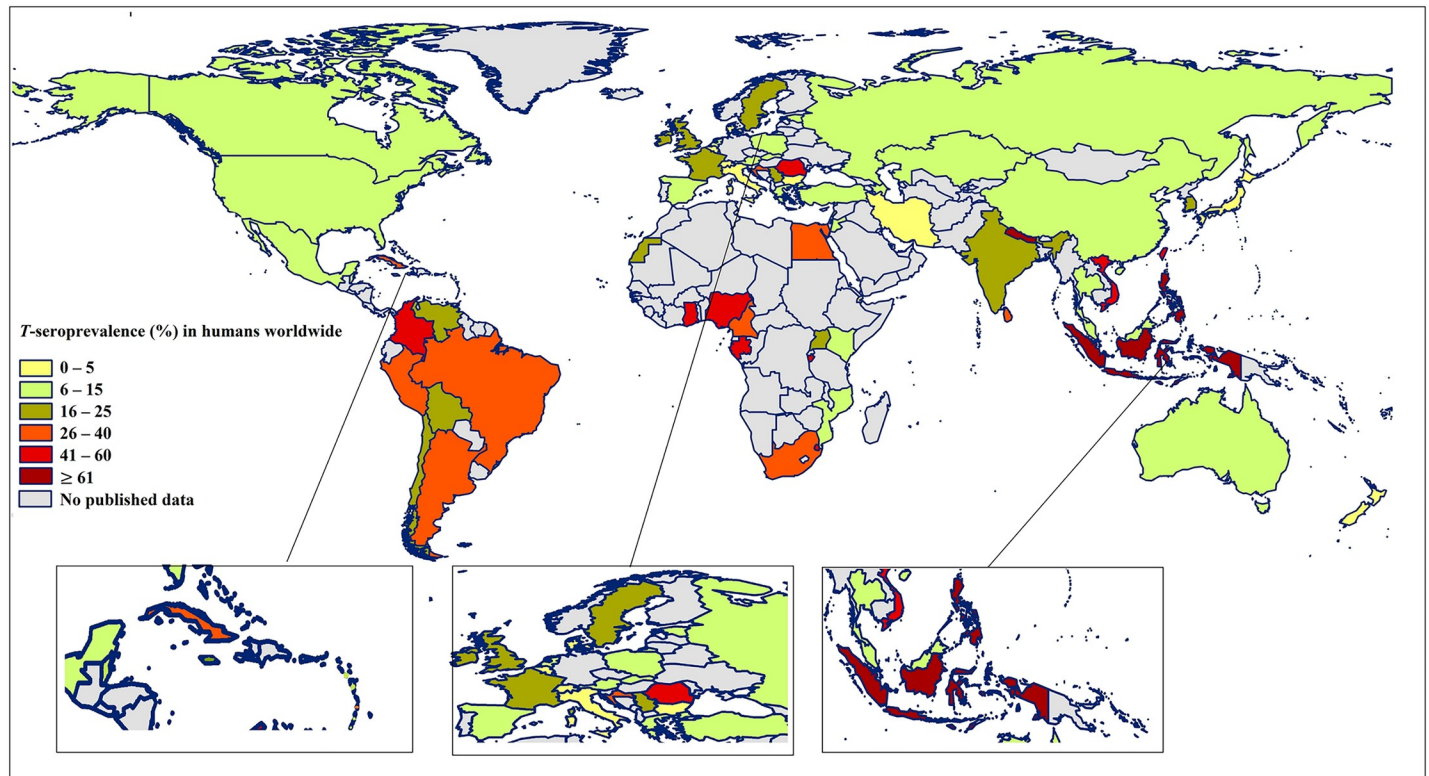 T-seroprevalence (%) in humans worldwide
0 – 5
6 – 15
16 – 25
26 – 40
41 – 60
≥ 61
No published data